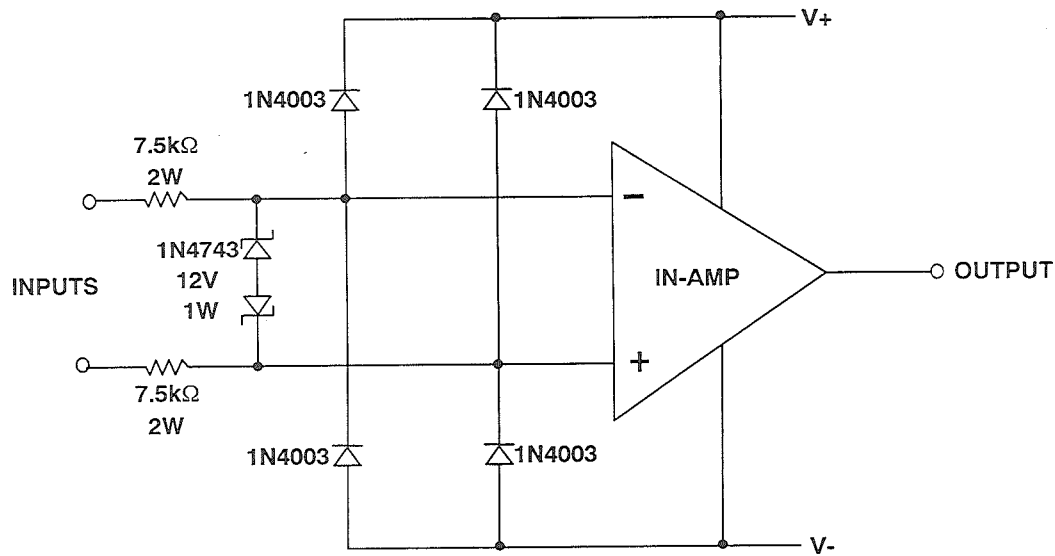 V+
1N4003
1N4003
7.5kΩ
2W
−
1N4743
12V
1W
INPUTS
IN-AMP
OUTPUT
+
7.5kΩ
2W
1N4003
1N4003
V-